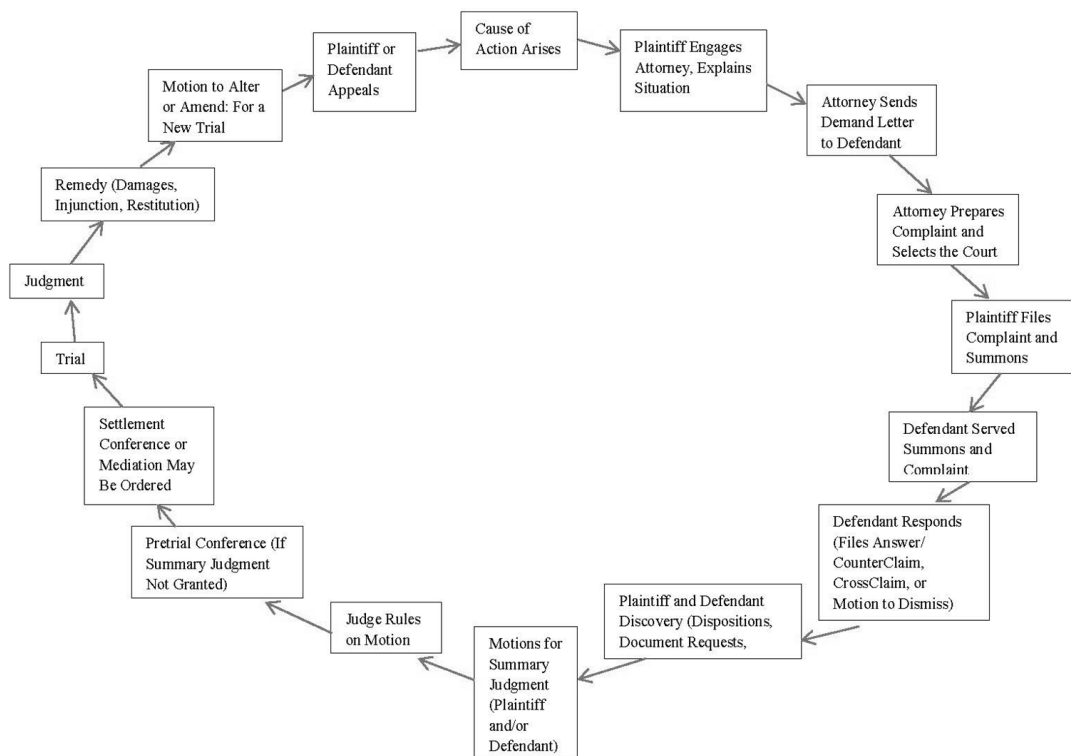 Cause of
Action Arises
Plaintiff Engages
Attorney, Explains
Situation
Attorney Sends
Demand Letter
to Defendant
Attorney Prepares
Complaint and
Selects the Court
Plaintiff Files
Complaint and
Summons
Defendant Served
Summons and
Complaint
Defendant Responds
(Files Answer/
CounterClaim,
CrossClaim, or
Motion to Dismiss)
Plaintiff and Defendant
Discovery (Dispositions,
Document Requests,
Motions for
Summary
Judgment
(Plaintiff
and/or
Defendant)
Judge Rules
on Motion
Pretrial Conference (If
Summary Judgment
Not Granted)
Settlement
Conference or
Mediation May
Be Ordered
Trial
Judgment
Remedy (Damages,
Injunction, Restitution)
Motion to Alter
or Amend: For a
New Trial
Plaintiff or
Defendant
Appeals